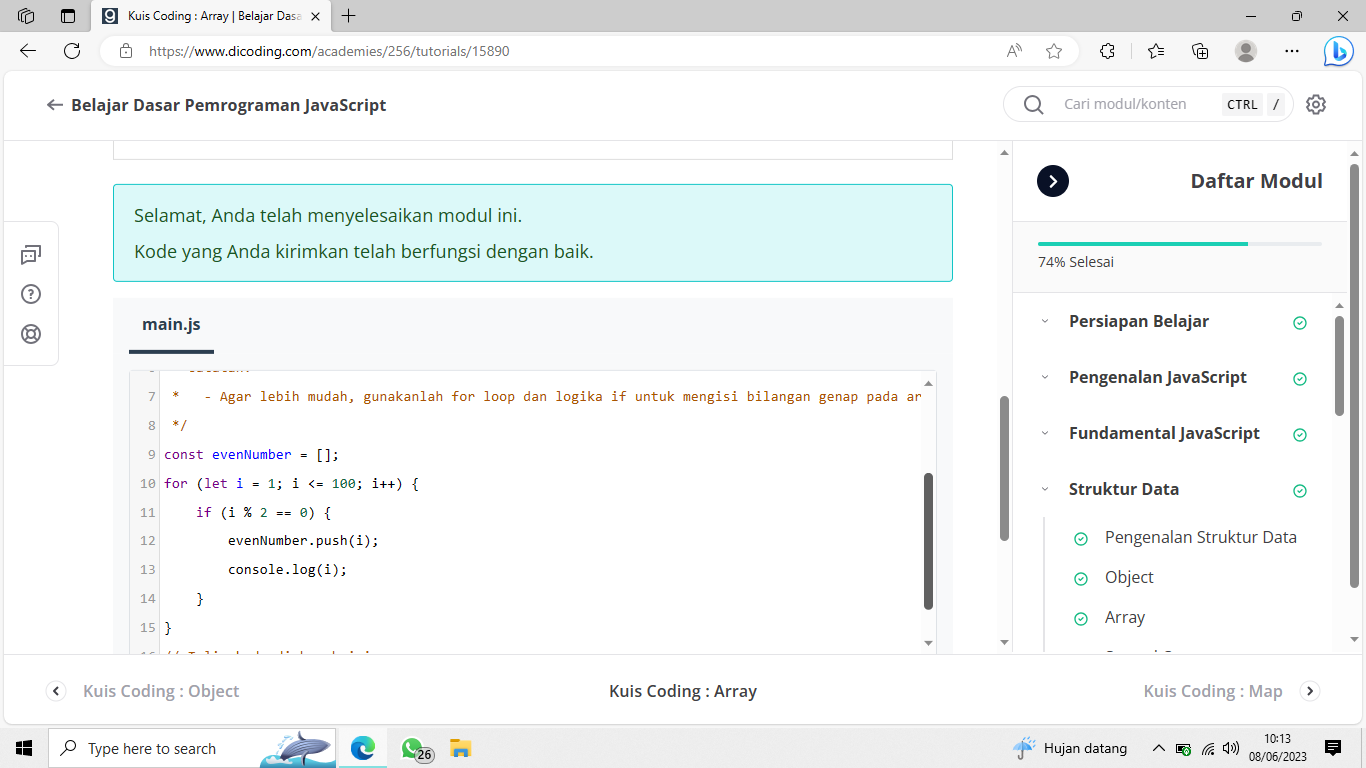 Kuis Coding : Array | Belajar Dasa
https://www.dicoding.com/academies/256/tutorials/15890
Belajar Dasar Pemrograman JavaScript
Cari modul/konten
CTRL
/
Selamat, Anda telah menyelesaikan modul ini.
Kode yang Anda kirimkan telah berfungsi dengan baik.
main.js
7 * - Agar lebih mudah, gunakanlah for loop dan logika if untuk mengisi bilangan genap pada ar
8 */
9 const evenNumber = [];
10 for (let i = 1; i <= 100; i++) {
11 if (i % 2 == 0) {
12 evenNumber.push(i);
13 console.log(i);
14 }
15 }
Daftar Modul
74% Selesai
Persiapan Belajar
Pengenalan JavaScript
Fundamental JavaScript
Struktur Data
Pengenalan Struktur Data
Object
Array
Kuis Coding : Object
Kuis Coding : Array
Kuis Coding : Map
Type here to search
26
Hujan datang
10:13
08/06/2023